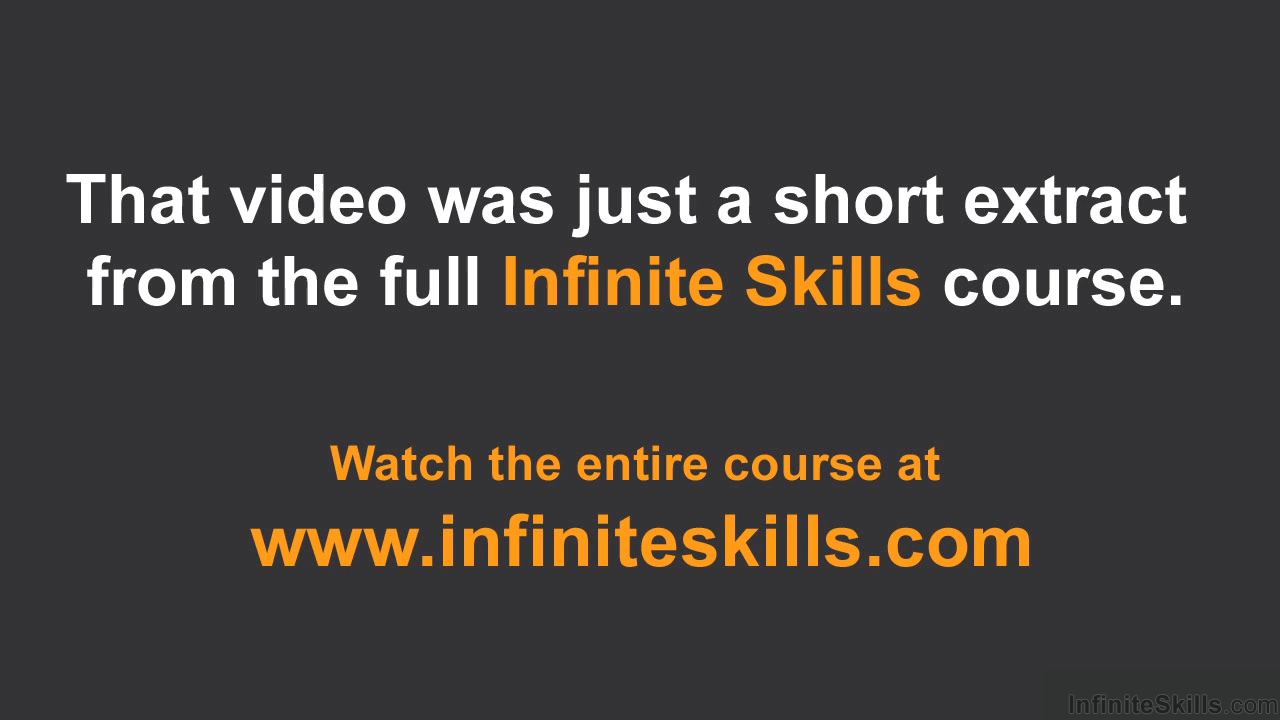 That video was just a short extract
from the full Infinite Skills course.
Watch the entire course at
www.infiniteskills.com
InfiniteSkills.com